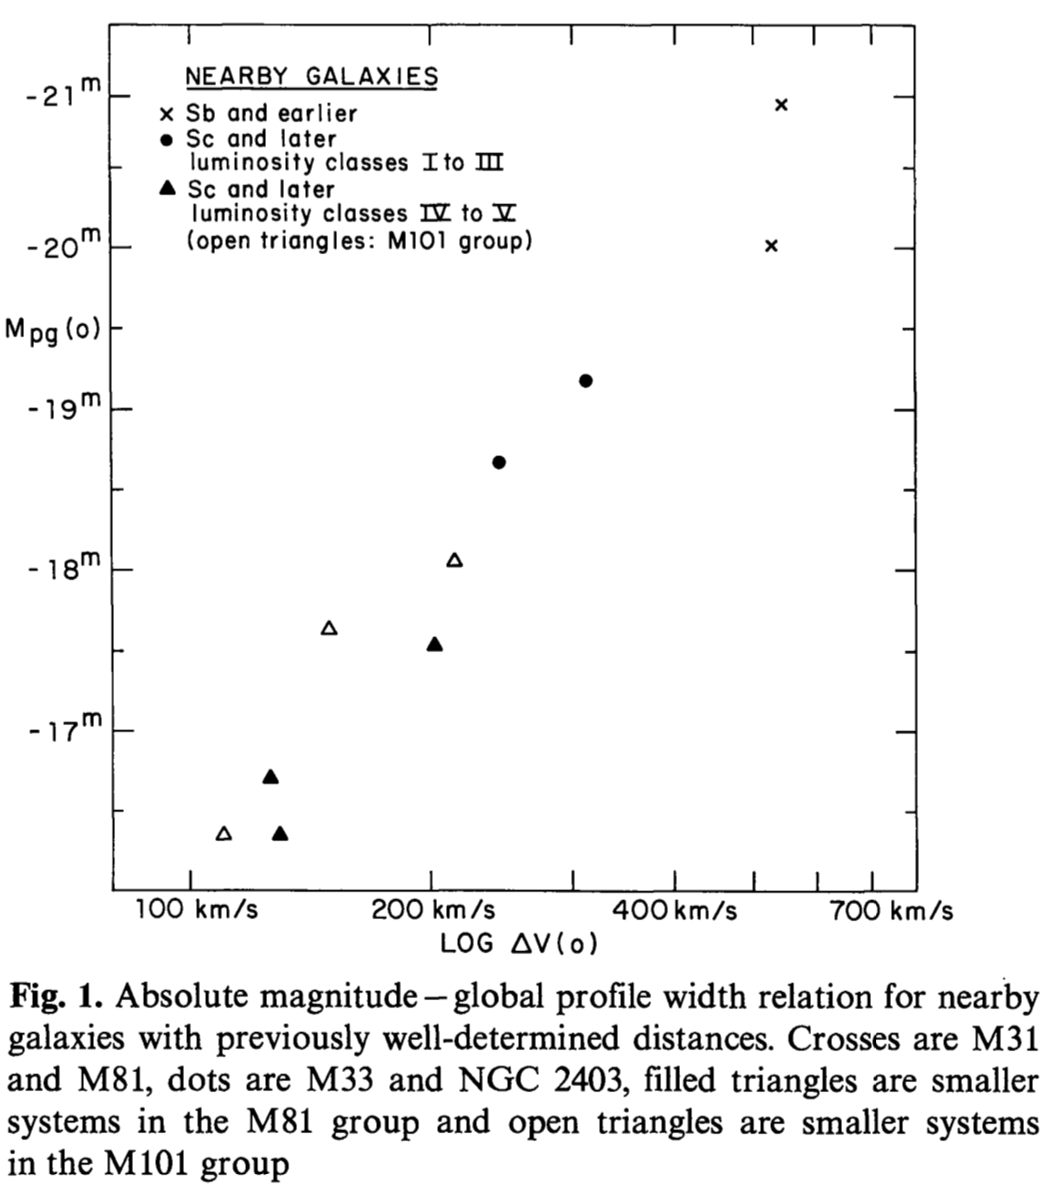 NEARBY GALAXIES
-21m
× Sb and earlier
● Sc and later
luminosity classes I to III
▲ Sc and later
luminosity classes IV to V
(open triangles: M101 group)
-20m
Mpg(o)
-19m
-18m
-17m
100 km/s 200 km/s 400 km/s 700 km/s
LOG ΔV(o)
Fig. 1. Absolute magnitude – global profile width relation for nearby
galaxies with previously well-determined distances. Crosses are M31
and M81, dots are M33 and NGC 2403, filled triangles are smaller
systems in the M81 group and open triangles are smaller systems
in the M101 group